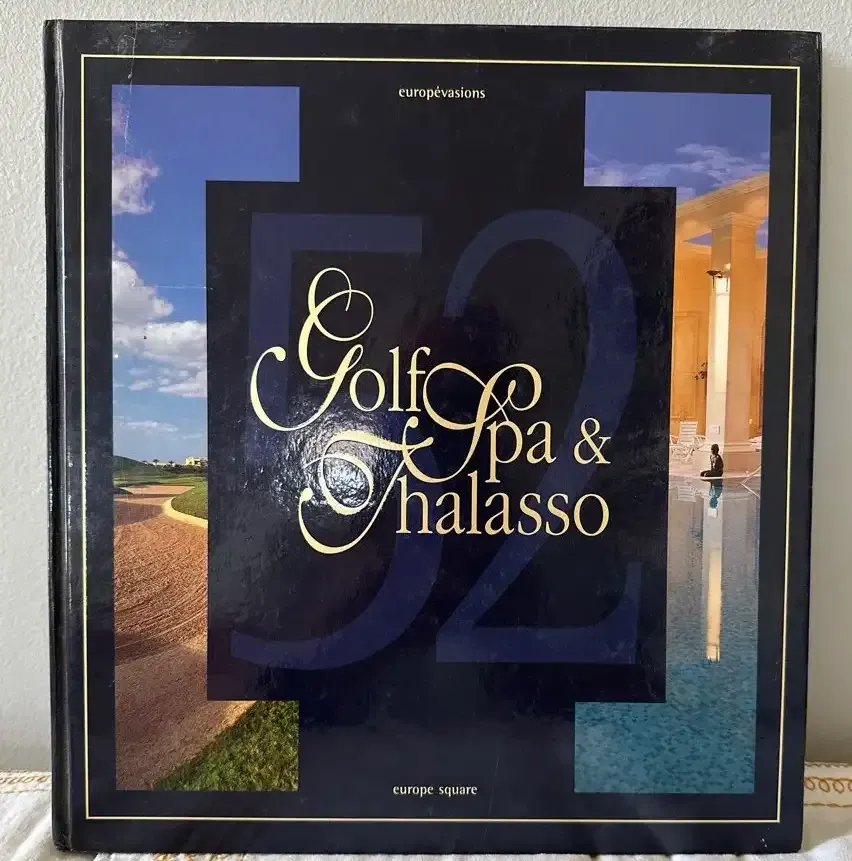 europévasions
52
Golf Spa &
Thalasso
europe square